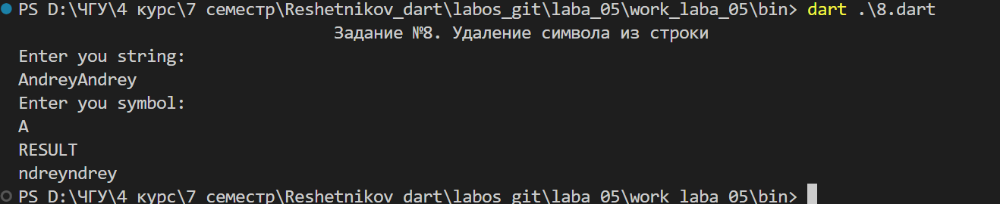 PS D:\ЧГУ\4 курс\7 семестр\Reshetnikov_dart\labos_git\laba_05\work_laba_05\bin> dart .\8.dart
Задание №8. Удаление символа из строки
Enter you string:
AndreyAndrey
Enter you symbol:
A
RESULT
ndreyndrey
PS D:\ЧГУ\4 курс\7 семестр\Reshetnikov_dart\labos_git\laba_05\work_laba_05\bin>